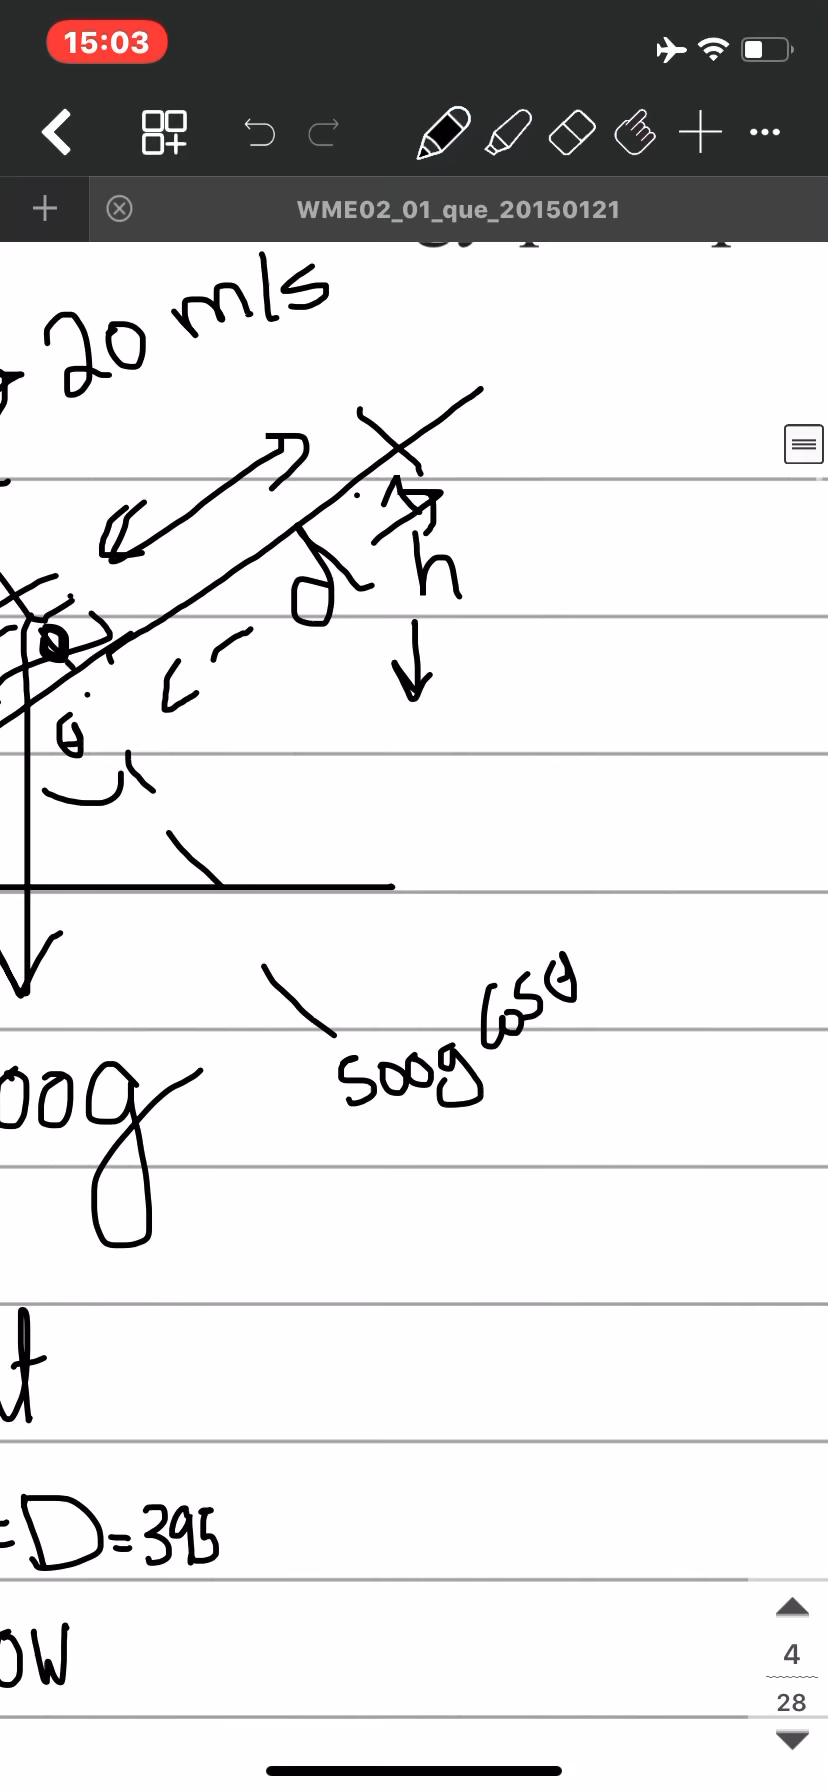 15:03
WME02_01_que_20150121
20 m/s
d
h
θ
500g cosθ
00g
=D=395
OW
4
28